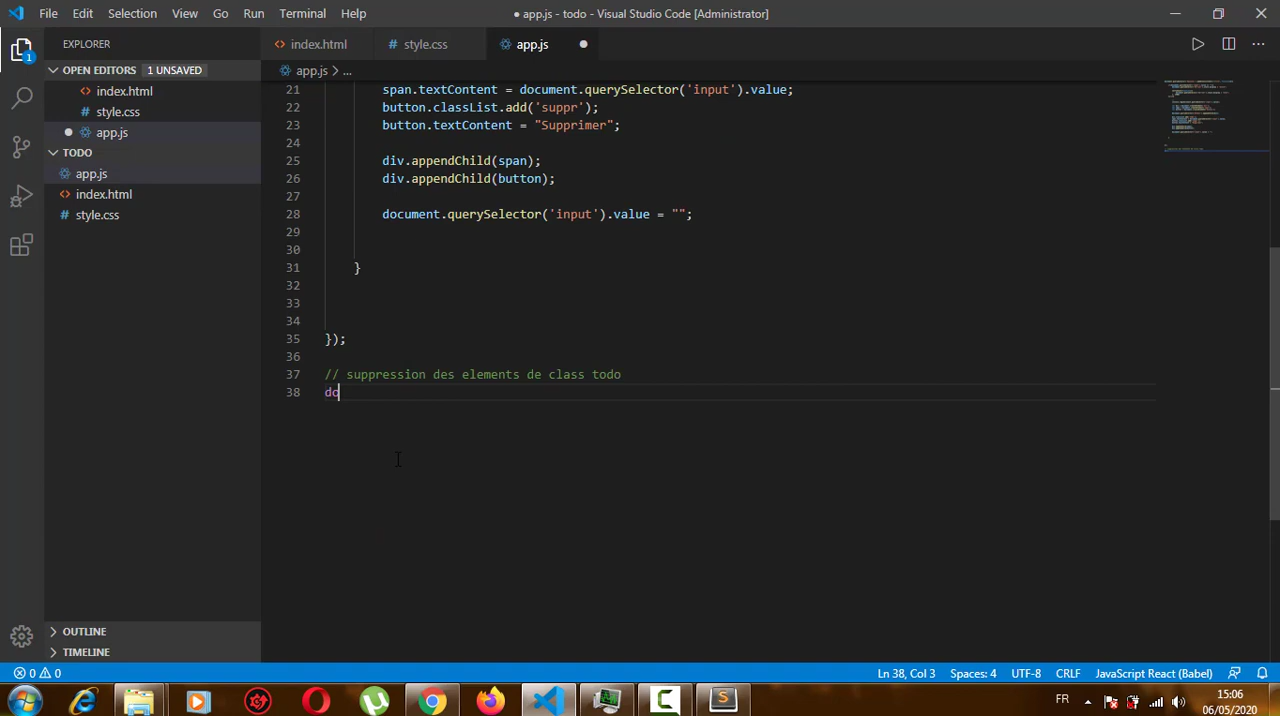 File Edit Selection View Go Run Terminal Help
● app.js - todo - Visual Studio Code [Administrator]
1
EXPLORER
OPEN EDITORS 1 UNSAVED
index.html
style.css
app.js
TODO
app.js
index.html
style.css
OUTLINE
TIMELINE
index.html style.css app.js
app.js > ...
21 span.textContent = document.querySelector('input').value;
22 button.classList.add('suppr');
23 button.textContent = "Supprimer";
24
25 div.appendChild(span);
26 div.appendChild(button);
27
28 document.querySelector('input').value = "";
29
30
31 }
32
33
34
35 });
36
37 // suppression des elements de class todo
38 do
0 0 Ln 38, Col 3 Spaces: 4 UTF-8 CRLF JavaScript React (Babel)
FR 15:06
06/05/2020